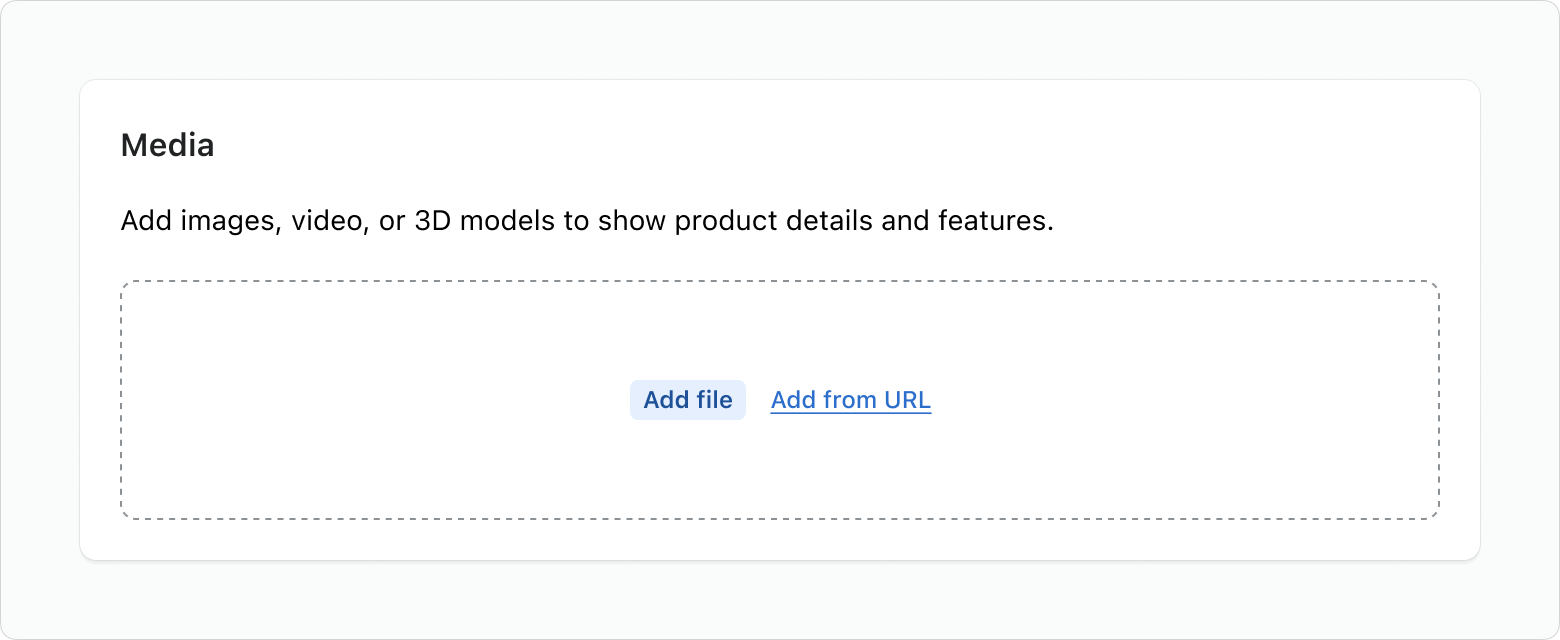 Media
Add images, video, or 3D models to show product details and features.
Add file Add from URL